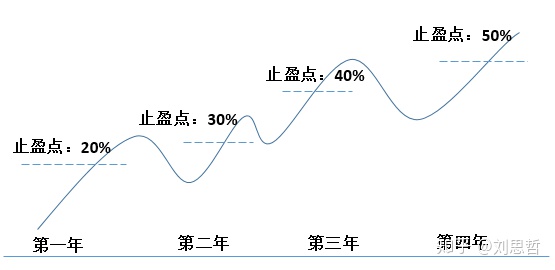 止盈点：50%
止盈点：40%
止盈点：30%
止盈点：20%
第一年 第二年 第三年 第四年
知乎 @刘思哲